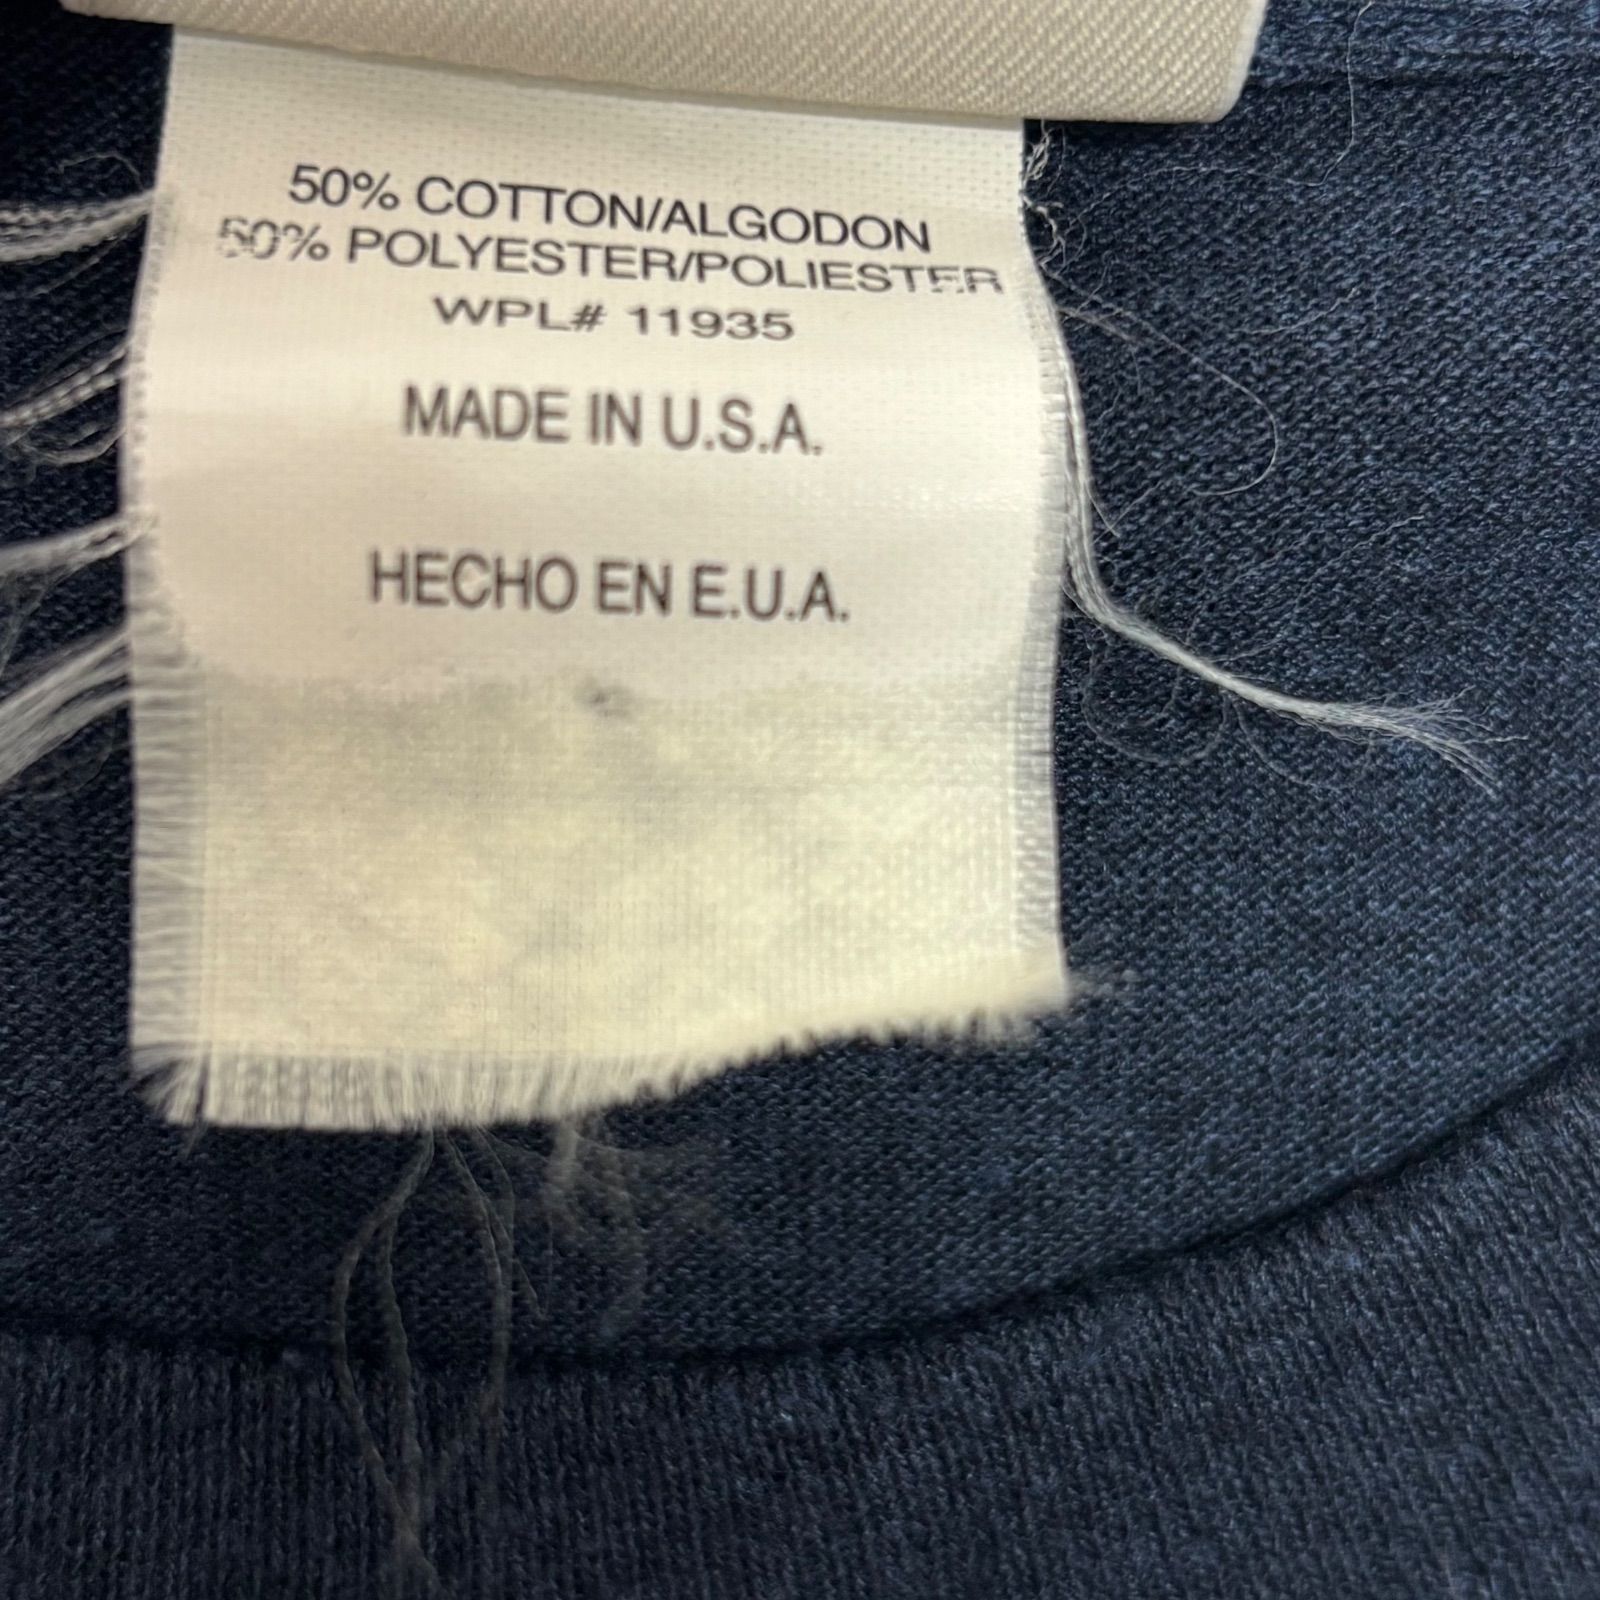 50% COTTON/ALGODON
50% POLYESTER/POLIESTER
WPL# 11935
MADE IN U.S.A.
HECHO EN E.U.A.